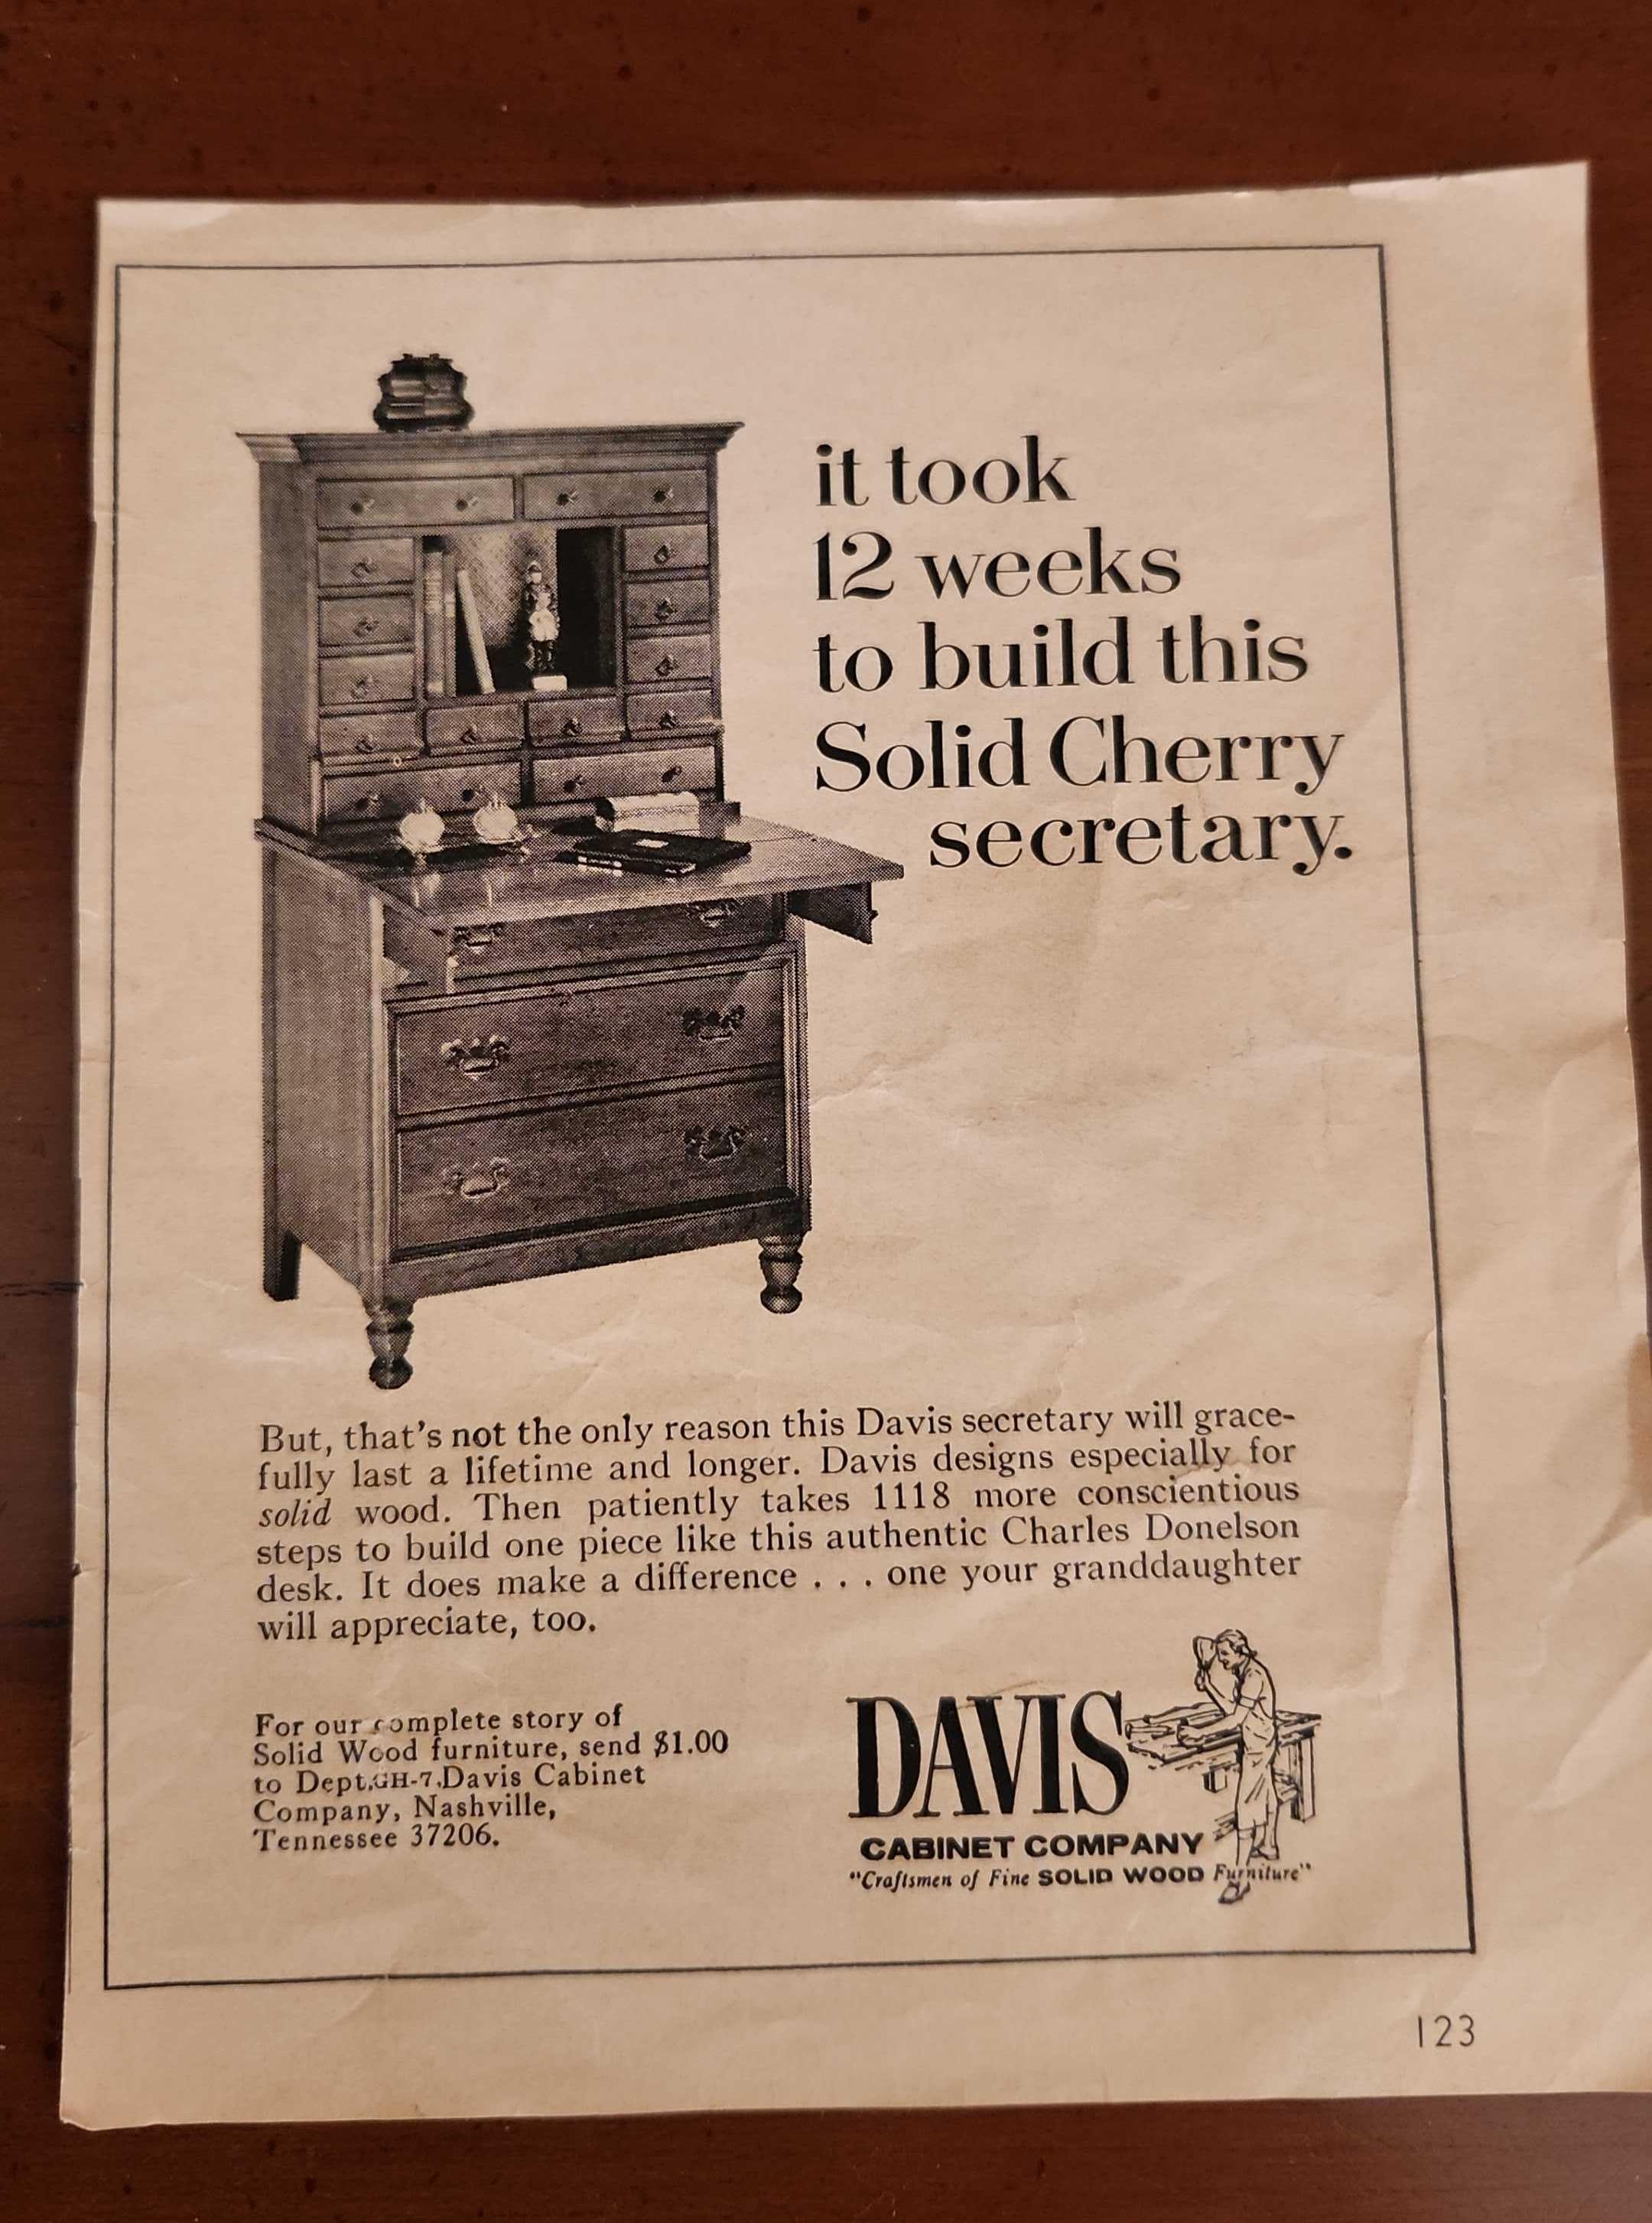 it took
12 weeks
to build this
Solid Cherry
secretary.
But, that's not the only reason this Davis secretary will grace-
fully last a lifetime and longer. Davis designs especially for
solid wood. Then patiently takes 1118 more conscientious
steps to build one piece like this authentic Charles Donelson
desk. It does make a difference . . . one your granddaughter
will appreciate, too.
For our complete story of
Solid Wood furniture, send $1.00
to Dept.GH-7,Davis Cabinet
Company, Nashville,
Tennessee 37206.
DAVIS
CABINET COMPANY
"Craftsmen of Fine SOLID WOOD Furniture"
123